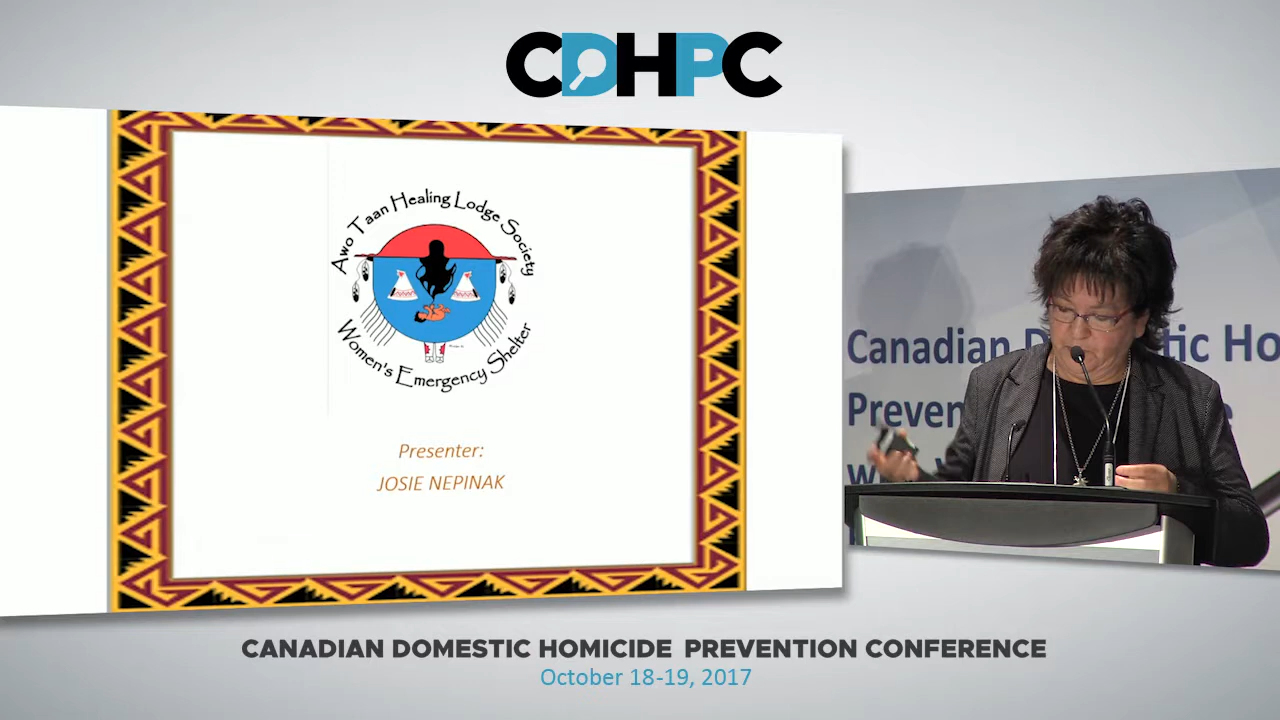 CDHPC
Awo Taan Healing Lodge Society
Women's Emergency Shelter
Presenter:
JOSIE NEPINAK
Canadian D tic Ho
Preven e
w
CANADIAN DOMESTIC HOMICIDE PREVENTION CONFERENCE
October 18-19, 2017